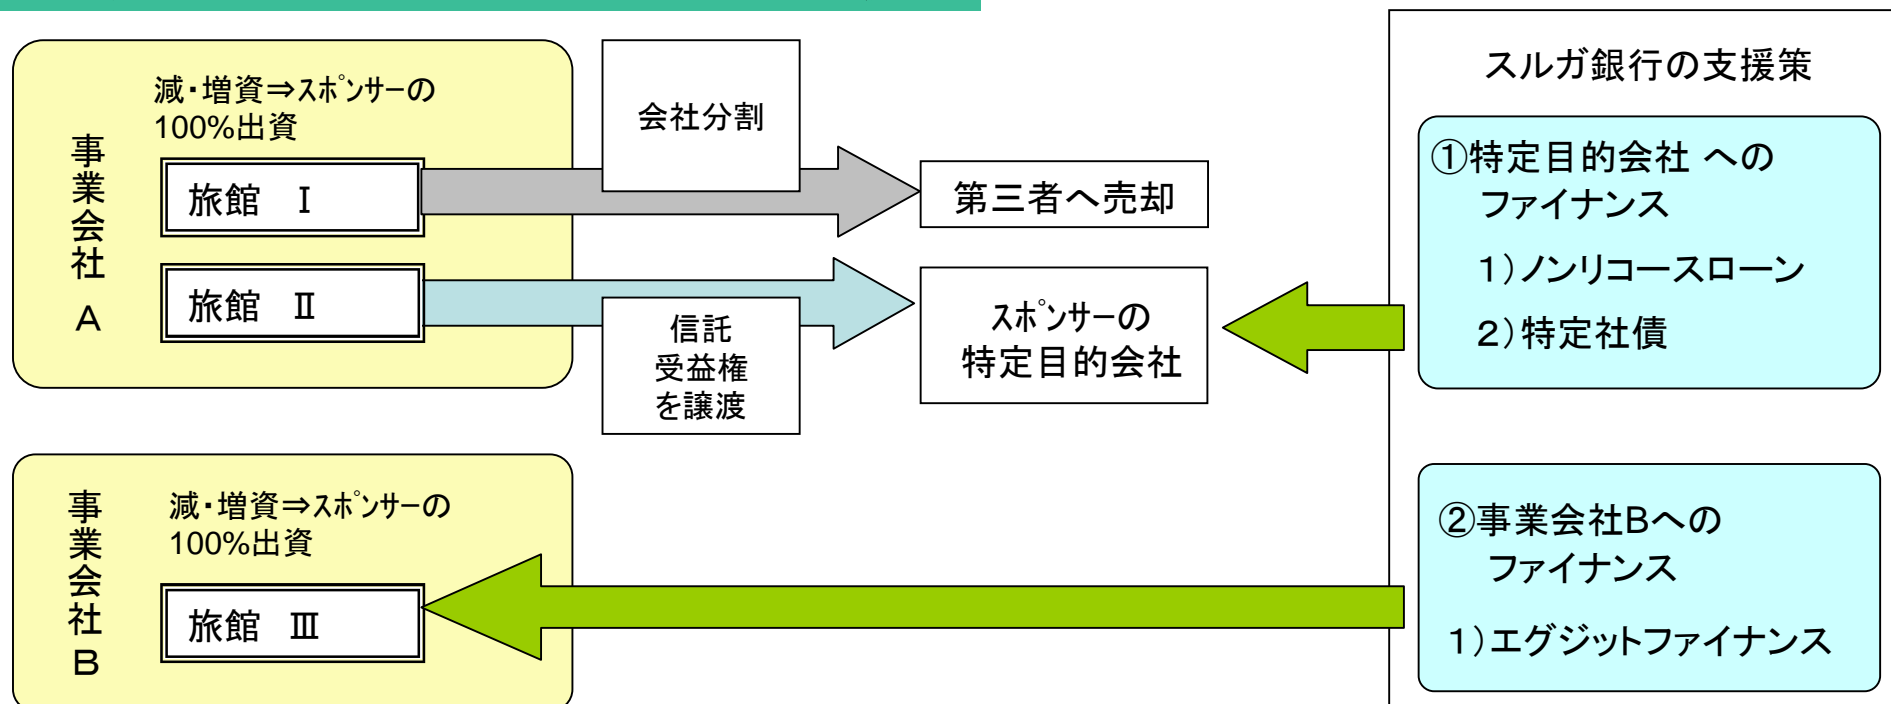 減・増資⇒ｽﾎﾟﾝｻｰの
100%出資
事業会社A
旅館　Ⅰ
会社分割
第三者へ売却
旅館　Ⅱ
信託
受益権
を譲渡
ｽﾎﾟﾝｻｰの
特定目的会社
スルガ銀行の支援策
①特定目的会社 への
ファイナンス
１）ノンリコースローン
２）特定社債
事業会社B
減・増資⇒ｽﾎﾟﾝｻｰの
100%出資
旅館　Ⅲ
②事業会社Bへの
ファイナンス
１）エグジットファイナンス